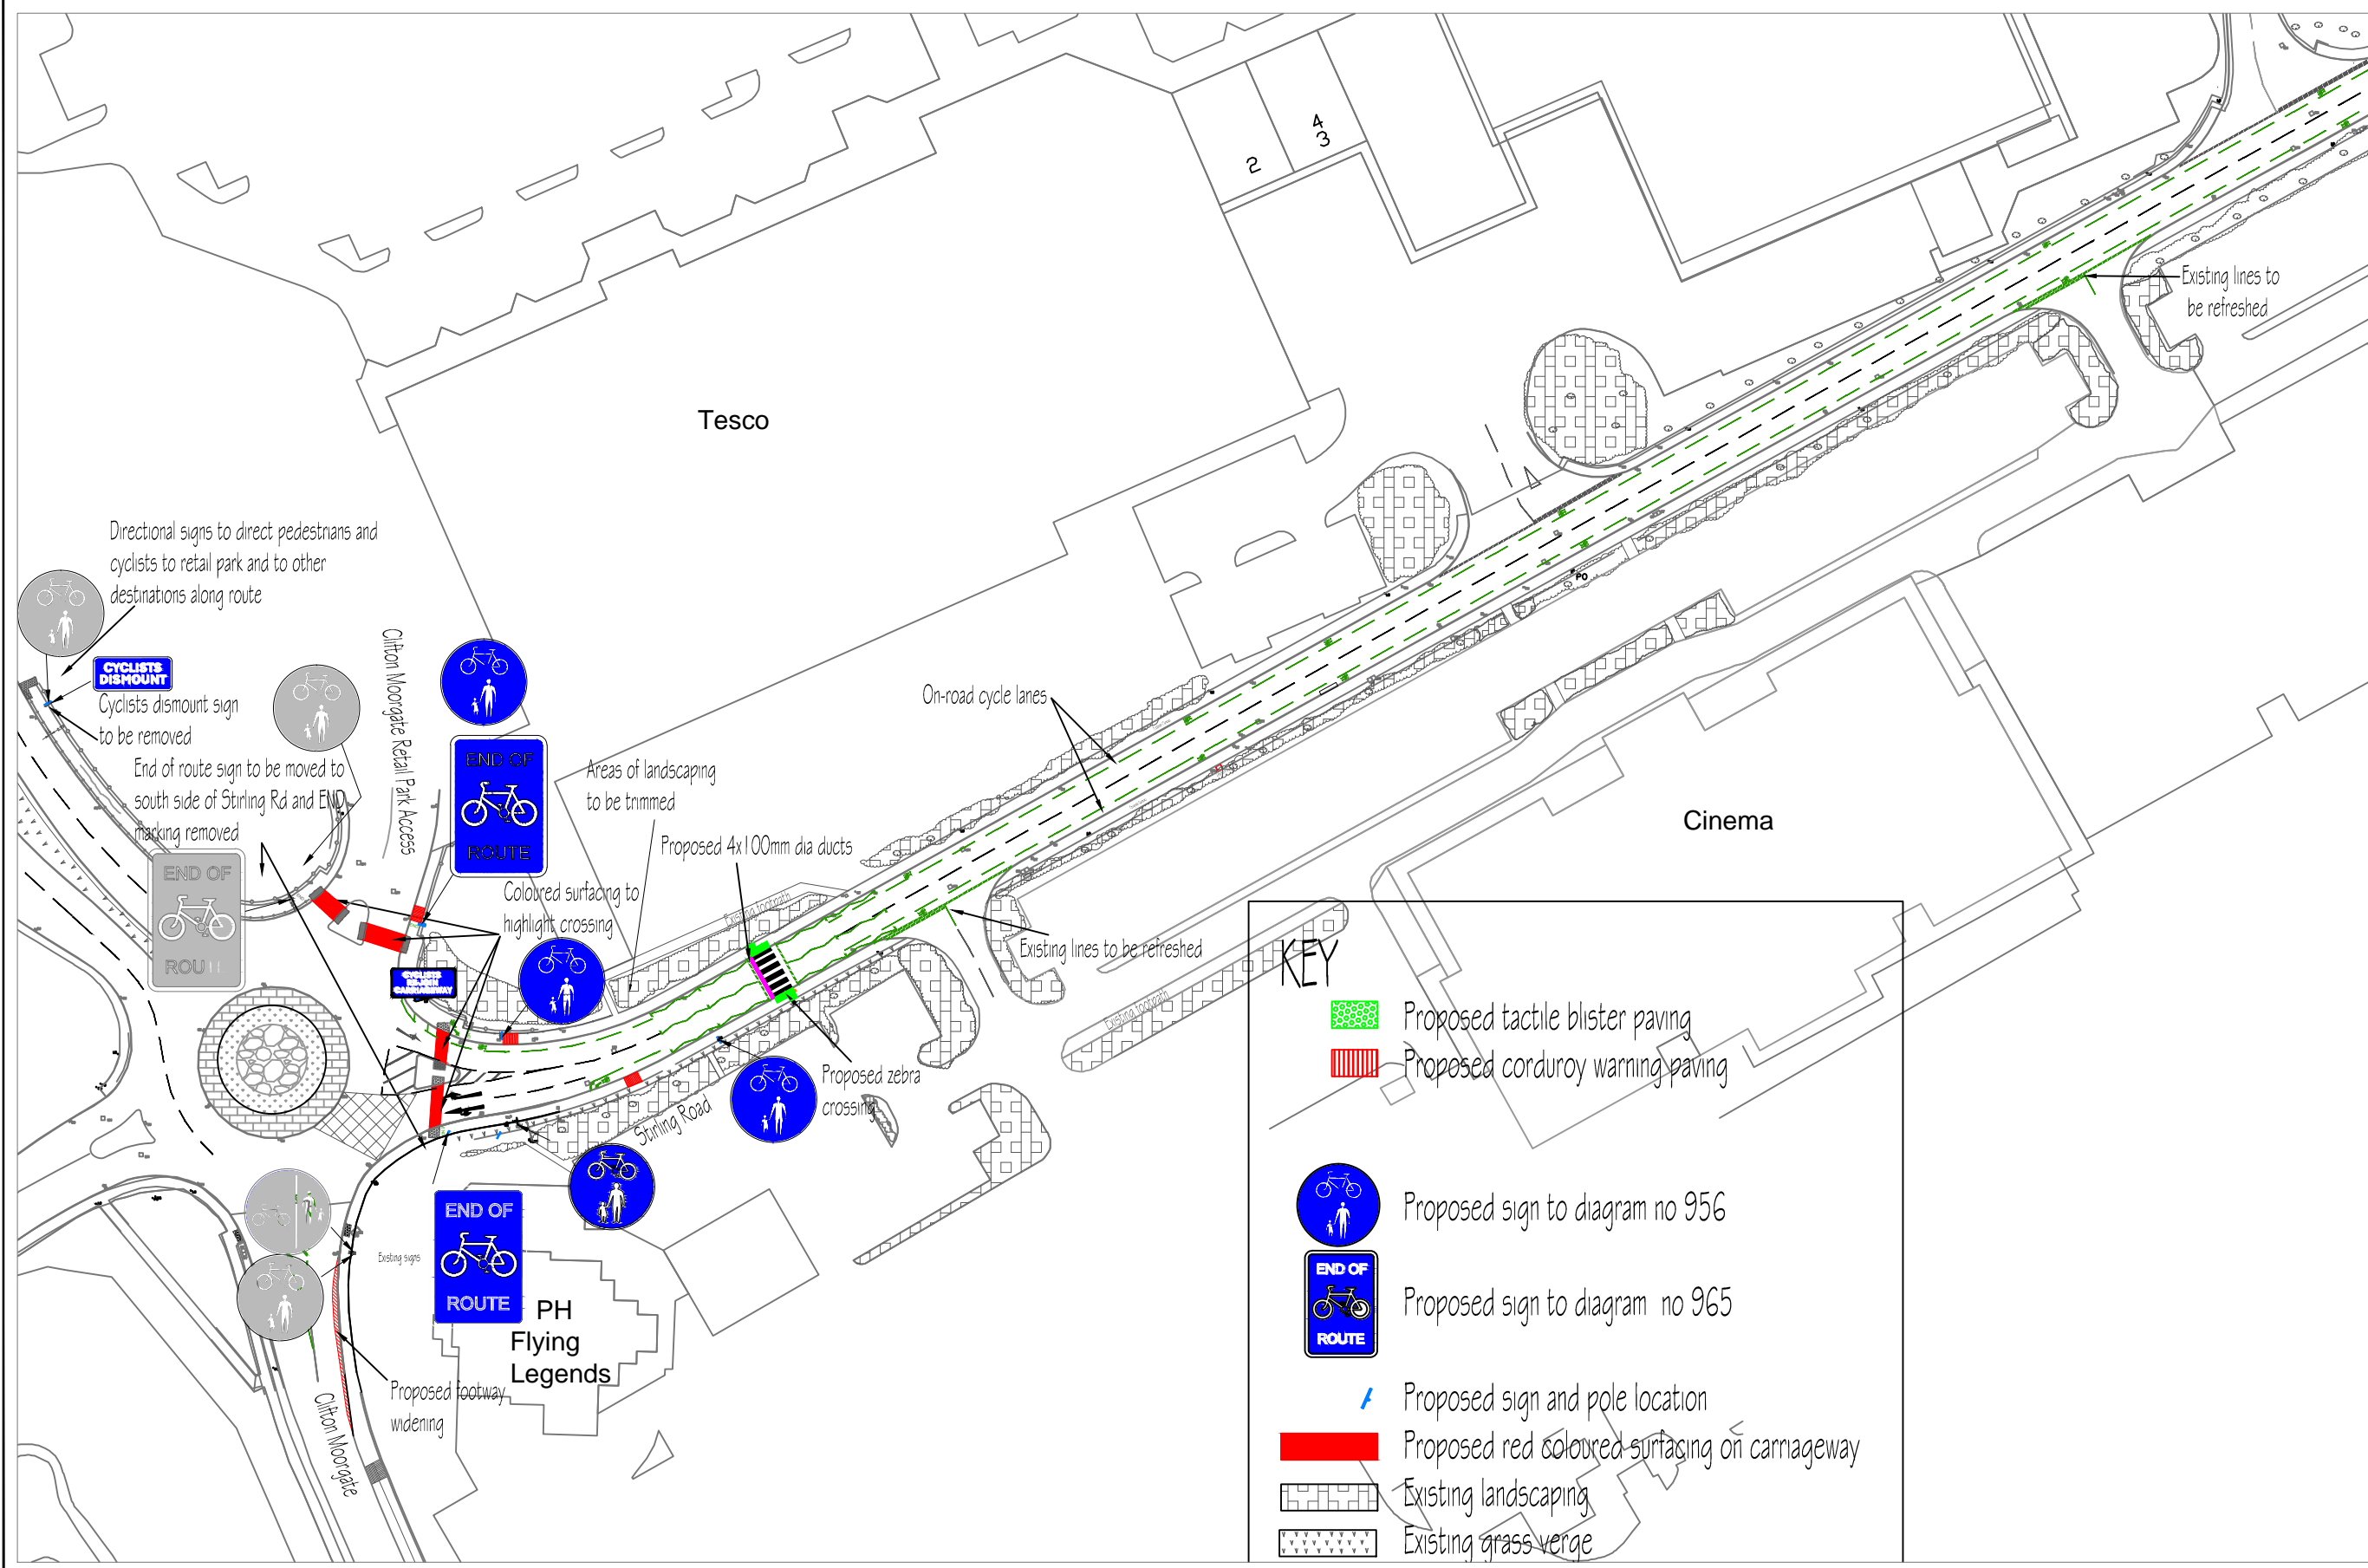 2
4
3
Tesco
Existing lines to
be refreshed
Directional signs to direct pedestrians and
cyclists to retail park and to other
destinations along route
CYCLISTS
DISMOUNT
Cyclists dismount sign
to be removed
Clifton Moorgate Retail Park Access
End of route sign to be moved to
south side of Stirling Rd and END
marking removed
END OF
ROUTE
END OF
ROU
Areas of landscaping
to be trimmed
Proposed 4x100mm dia ducts
Coloured surfacing to
highlight crossing
Existing footpath
On-road cycle lanes
PO
Cinema
Existing lines to be refreshed
CYCLISTS
REJOIN
CARRIAGEWAY
Existing footpath
Proposed zebra
crossing
Stirling Road
Existing signs
END OF
ROUTE
PH
Flying
Legends
Proposed footway
widening
Clifton Moorgate
KEY
Proposed tactile blister paving
Proposed corduroy warning paving
Proposed sign to diagram no 956
END OF
ROUTE
Proposed sign to diagram no 965
Proposed sign and pole location
Proposed red coloured surfacing on carriageway
Existing landscaping
Existing grass verge